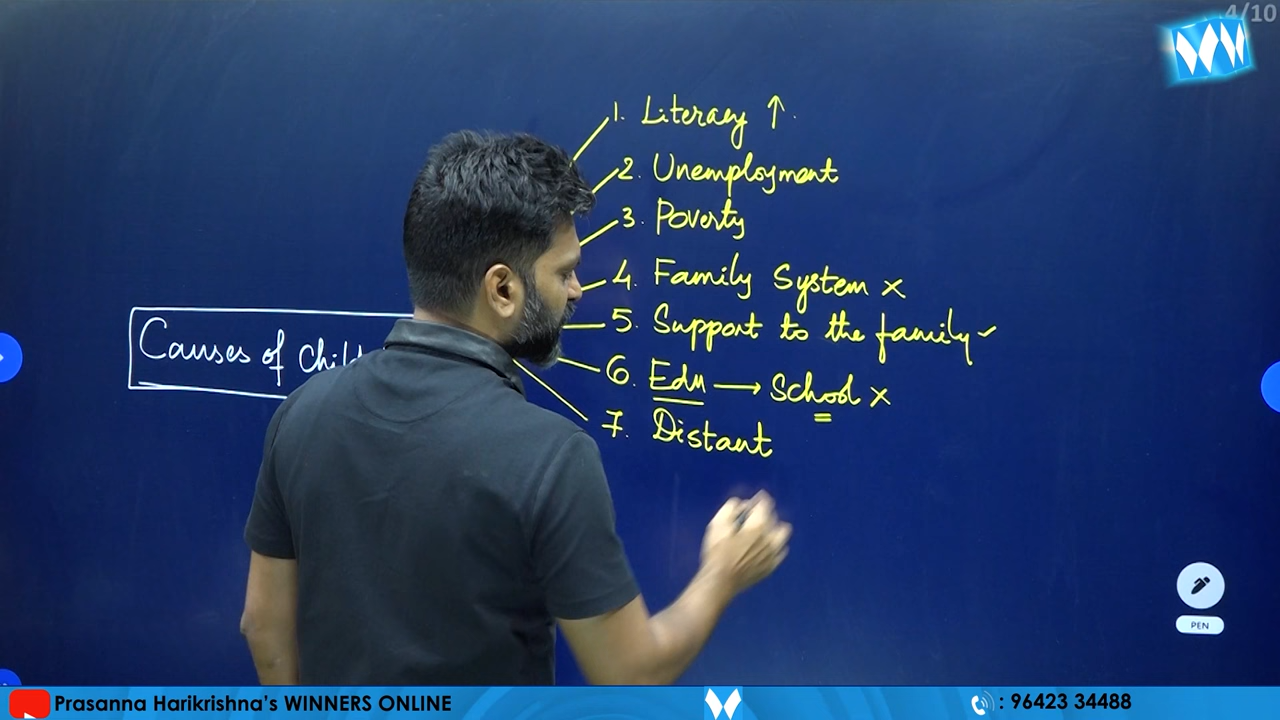 4/10
1. Literacy ↑
2. Unemployment
3. Poverty
4. Family System x
5. Support to the family ✓
Causes of Child
6. Edu → School x
7. Distant
PEN
Prasanna Harikrishna's WINNERS ONLINE
: 96423 34488